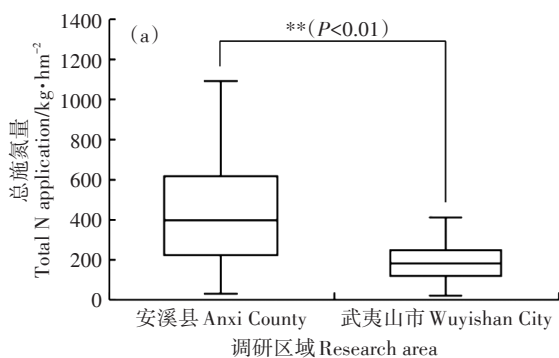 总施氮量
Total N application/kg·hm⁻²
1400
1200
1000
800
600
400
200
0
(a)
**(P<0.01)
安溪县 Anxi County
武夷山市 Wuyishan City
调研区域 Research area